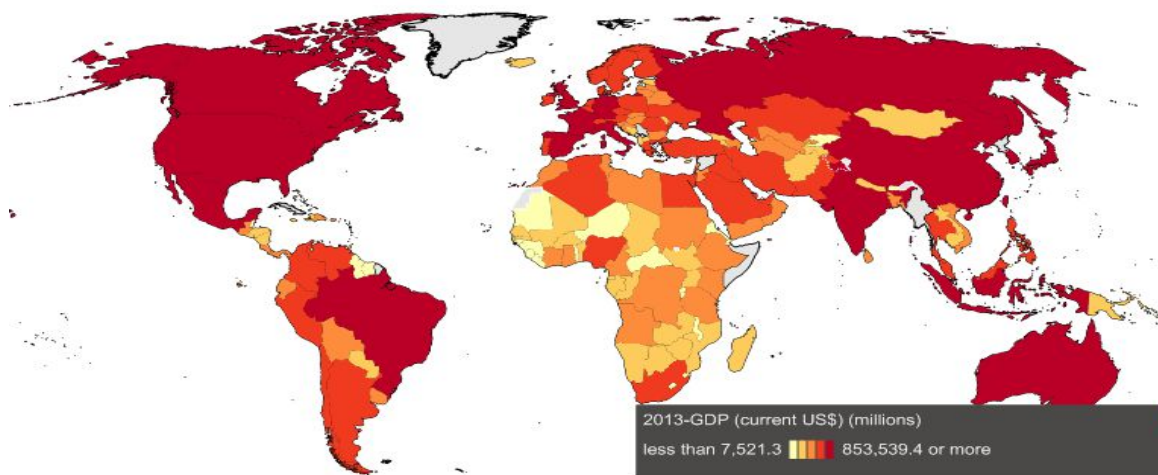 2013-GDP (current US$) (millions)
less than 7,521.3 853,539.4 or more